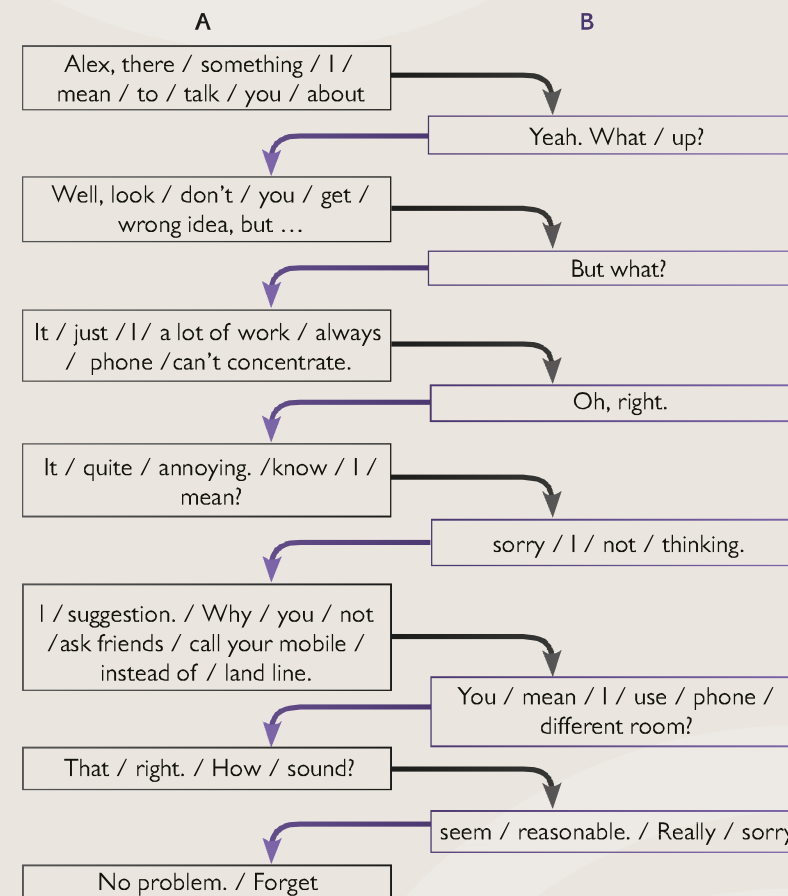 A
B
Alex, there / something / I /
mean / to / talk / you / about
Yeah. What / up?
Well, look / don't / you / get /
wrong idea, but …
But what?
It / just / I / a lot of work / always
/ phone /can't concentrate.
Oh, right.
It / quite / annoying. /know / I /
mean?
sorry / I / not / thinking.
I / suggestion. / Why / you / not
/ask friends / call your mobile /
instead of / land line.
You / mean / I / use / phone /
different room?
That / right. / How / sound?
seem / reasonable. / Really / sorry
No problem. / Forget